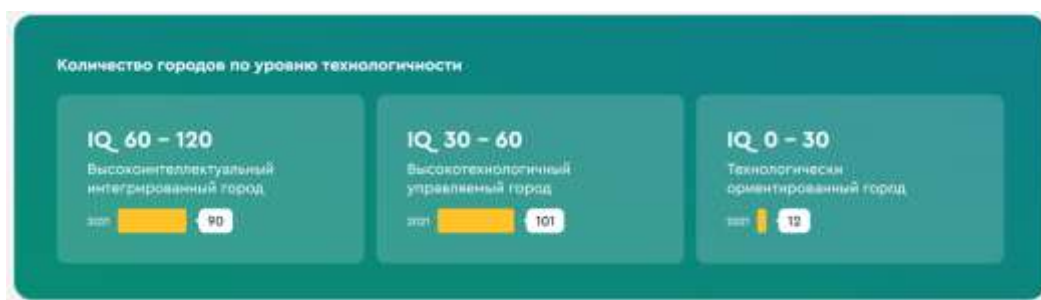 Количество городов по уровню технологичности
IQ 60 – 120
Высокоинтеллектуальный
интегрированный город
2021 90
IQ 30 – 60
Высокотехнологичный
управляемый город
2021 101
IQ 0 – 30
Технологически
ориентированный город
2021 12